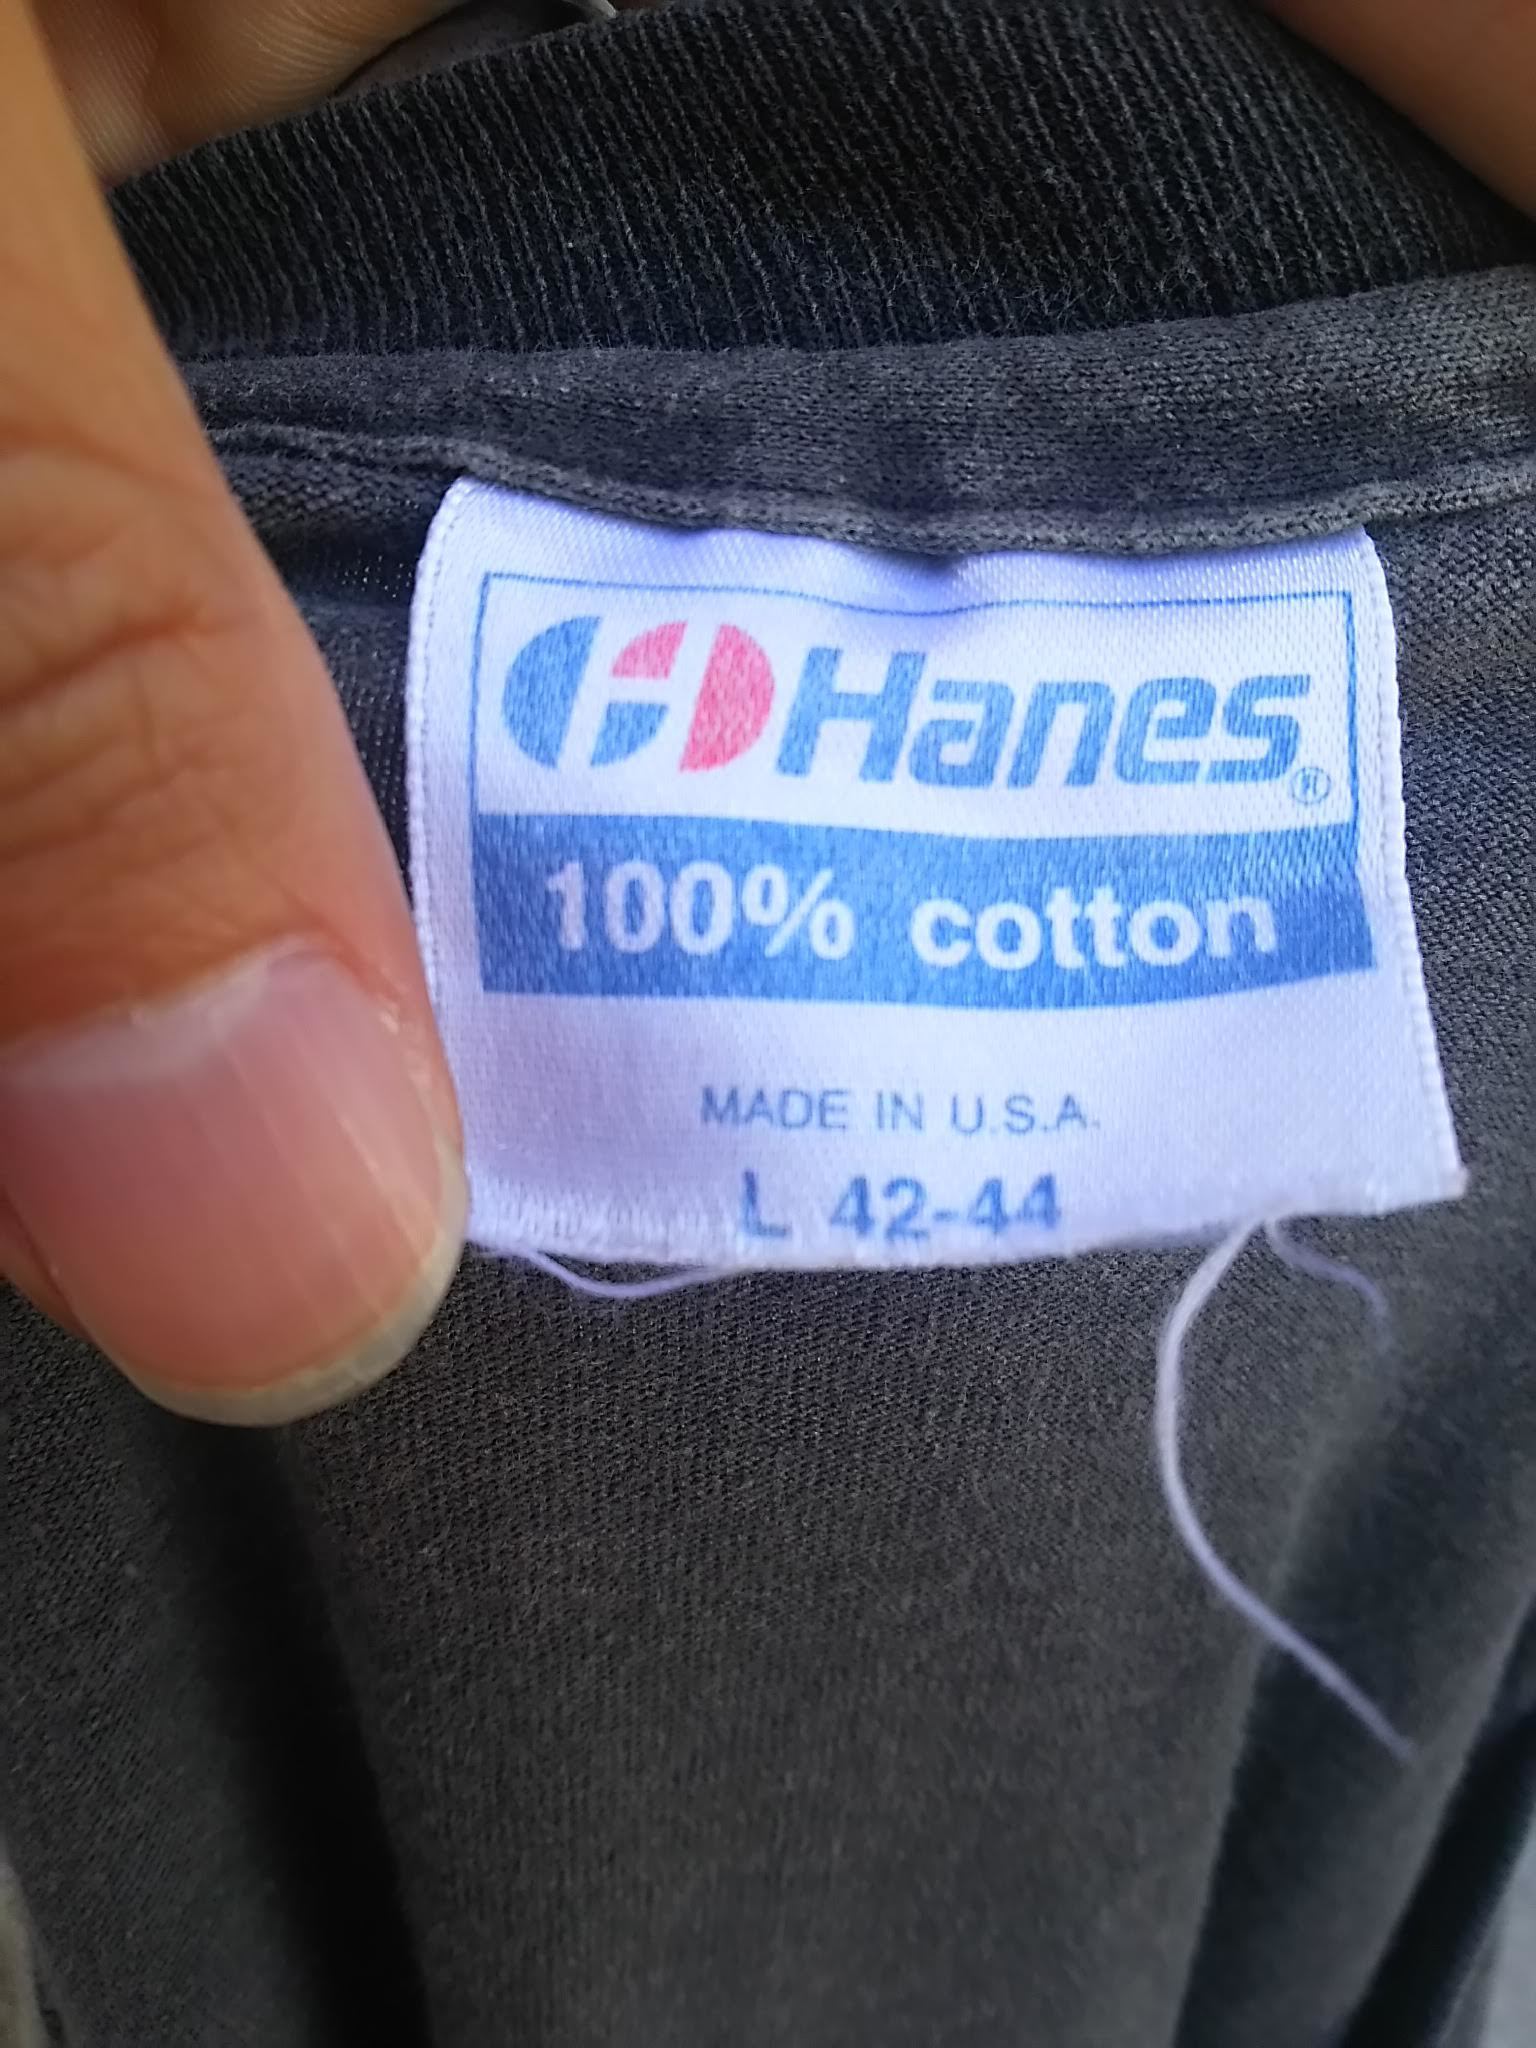 Hanes®
100% cotton
MADE IN U.S.A.
L 42-44